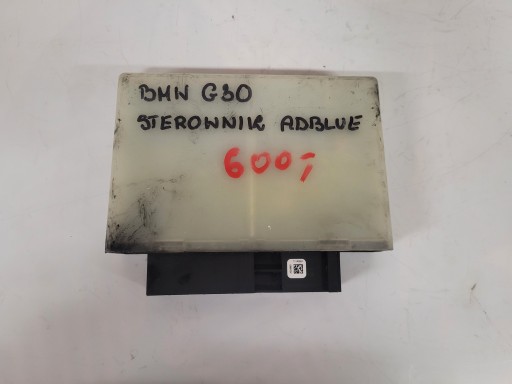 BMW G30
STEROWNIK ADBLUE
600,-